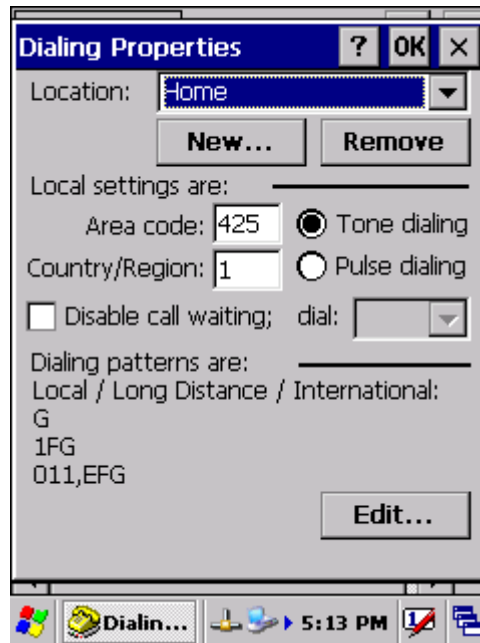 Dialing Properties ? OK ×
Location: Home
New... Remove
Local settings are:
Area code: 425 Tone dialing
Country/Region: 1 Pulse dialing
Disable call waiting; dial:
Dialing patterns are:
Local / Long Distance / International:
G
1FG
011,EFG
Edit...
Dialin... 5:13 PM 1